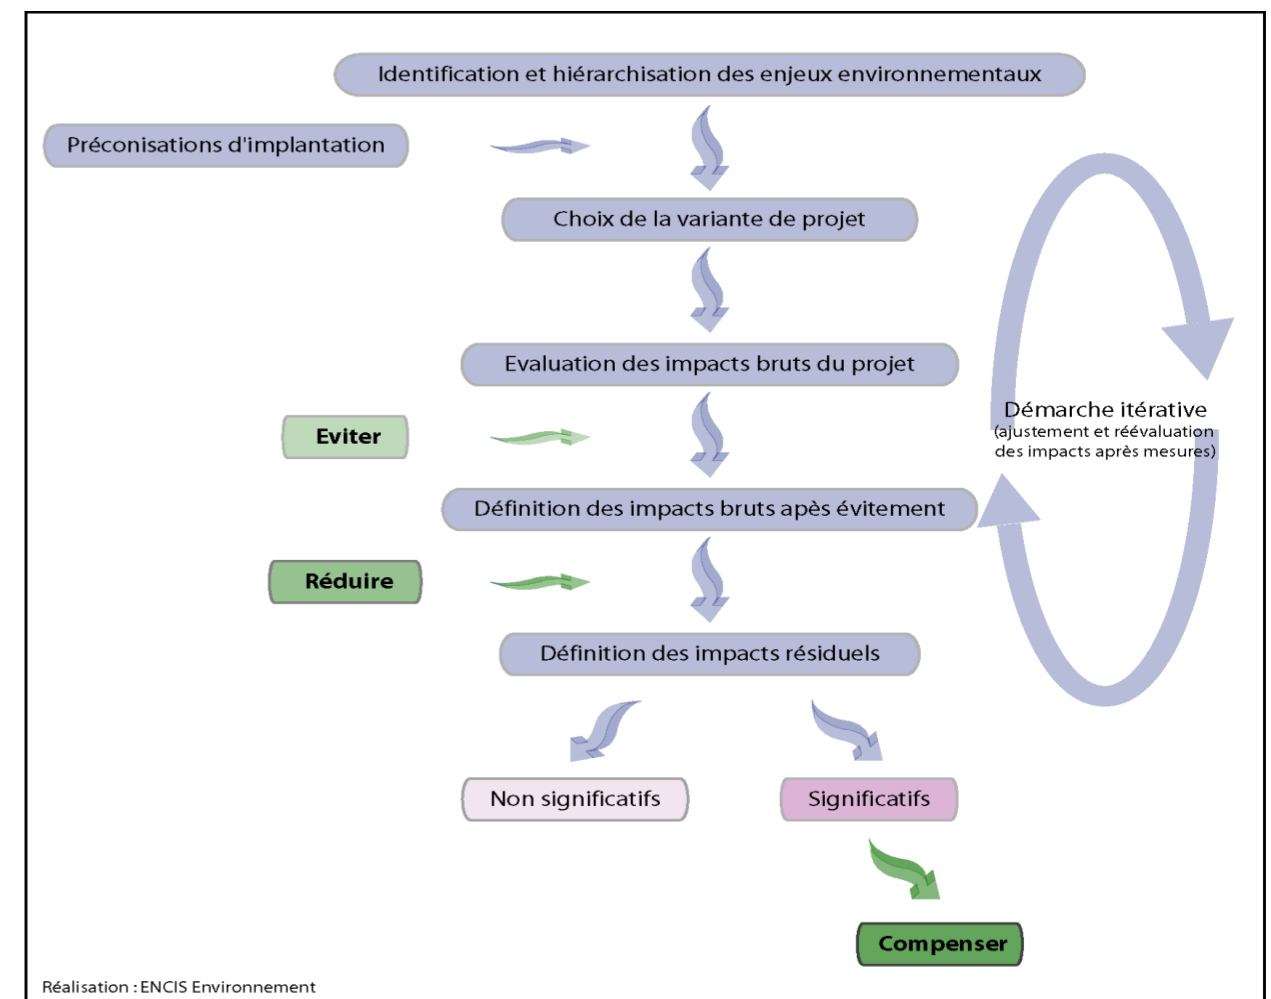 Identification et hiérarchisation des enjeux environnementaux
Préconisations d'implantation
Choix de la variante de projet
Evaluation des impacts bruts du projet
Démarche itérative
(ajustement et réévaluation
des impacts après mesures)
Eviter
Définition des impacts bruts apès évitement
Réduire
Définition des impacts résiduels
Non significatifs
Significatifs
Compenser
Réalisation : ENCIS Environnement